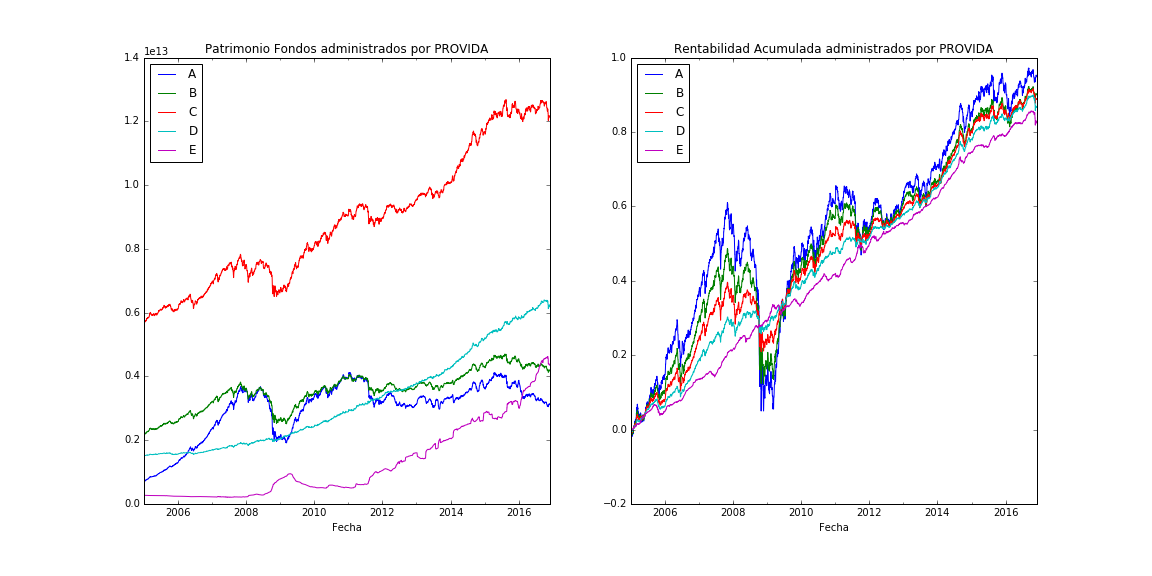 Patrimonio Fondos administrados por PROVIDA
1e13
1.4
1.2
1.0
0.8
0.6
0.4
0.2
0.0
A
B
C
D
E
2006
2008
2010
2012
2014
2016
Fecha
Rentabilidad Acumulada administrados por PROVIDA
1.0
0.8
0.6
0.4
0.2
0.0
−0.2
A
B
C
D
E
2006
2008
2010
2012
2014
2016
Fecha